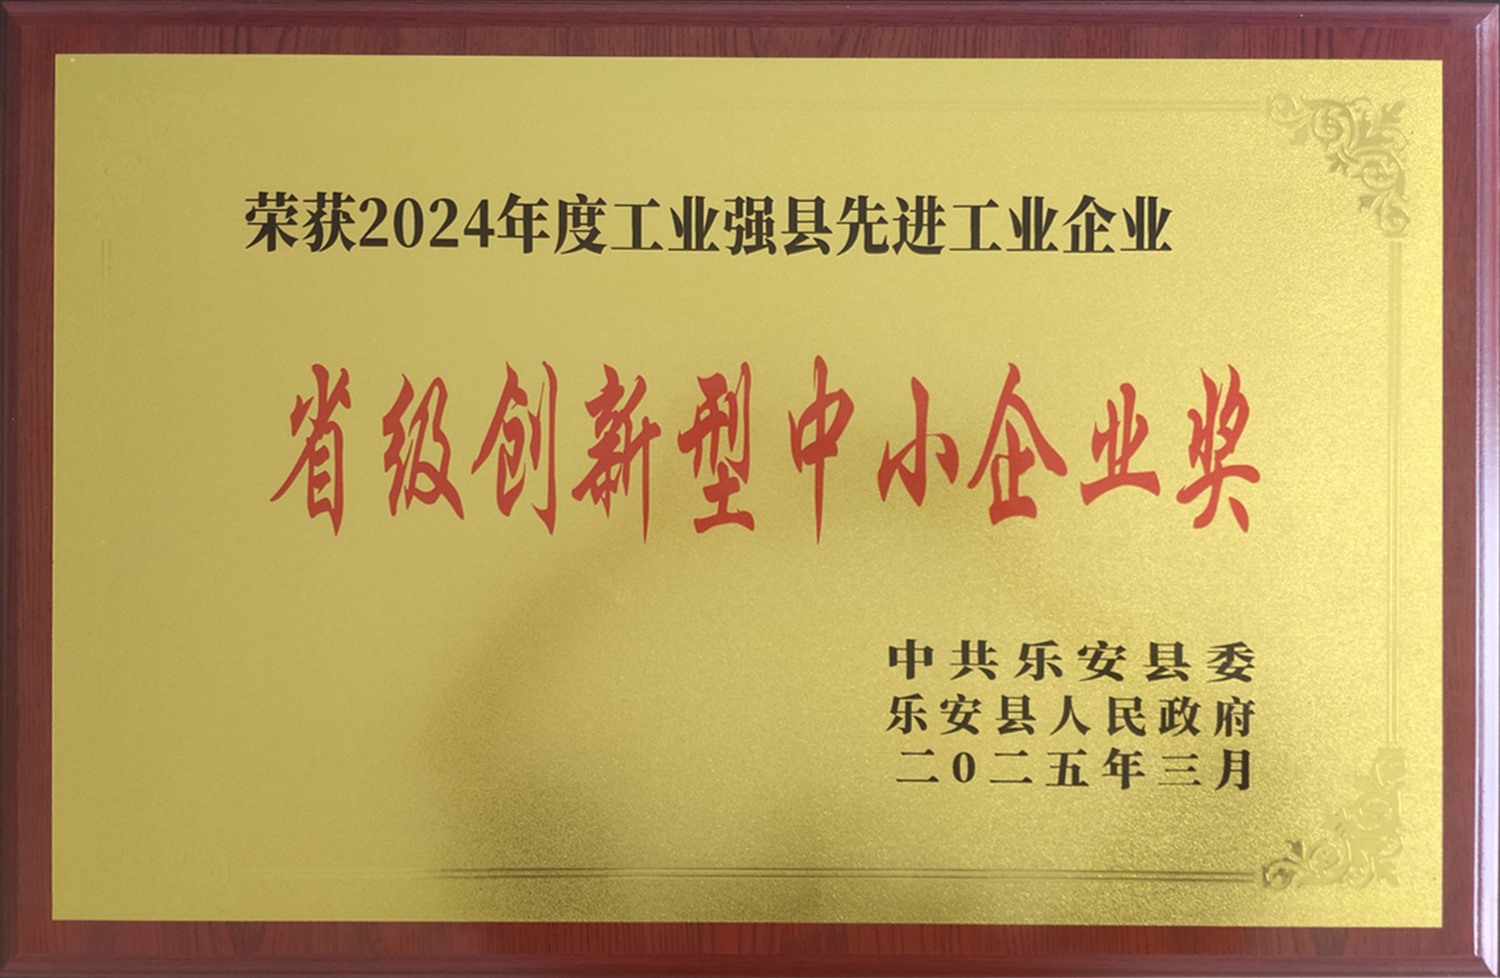 荣获2024年度工业强县先进工业企业
省级创新型中小企业奖
中共乐安县委
乐安县人民政府
二0二五年三月